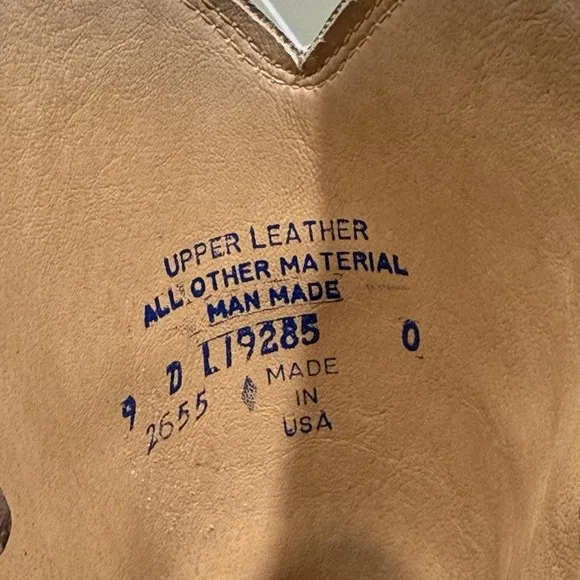 UPPER LEATHER
ALL OTHER MATERIAL
MAN MADE
9 D L19285 0
2655 MADE
IN
USA